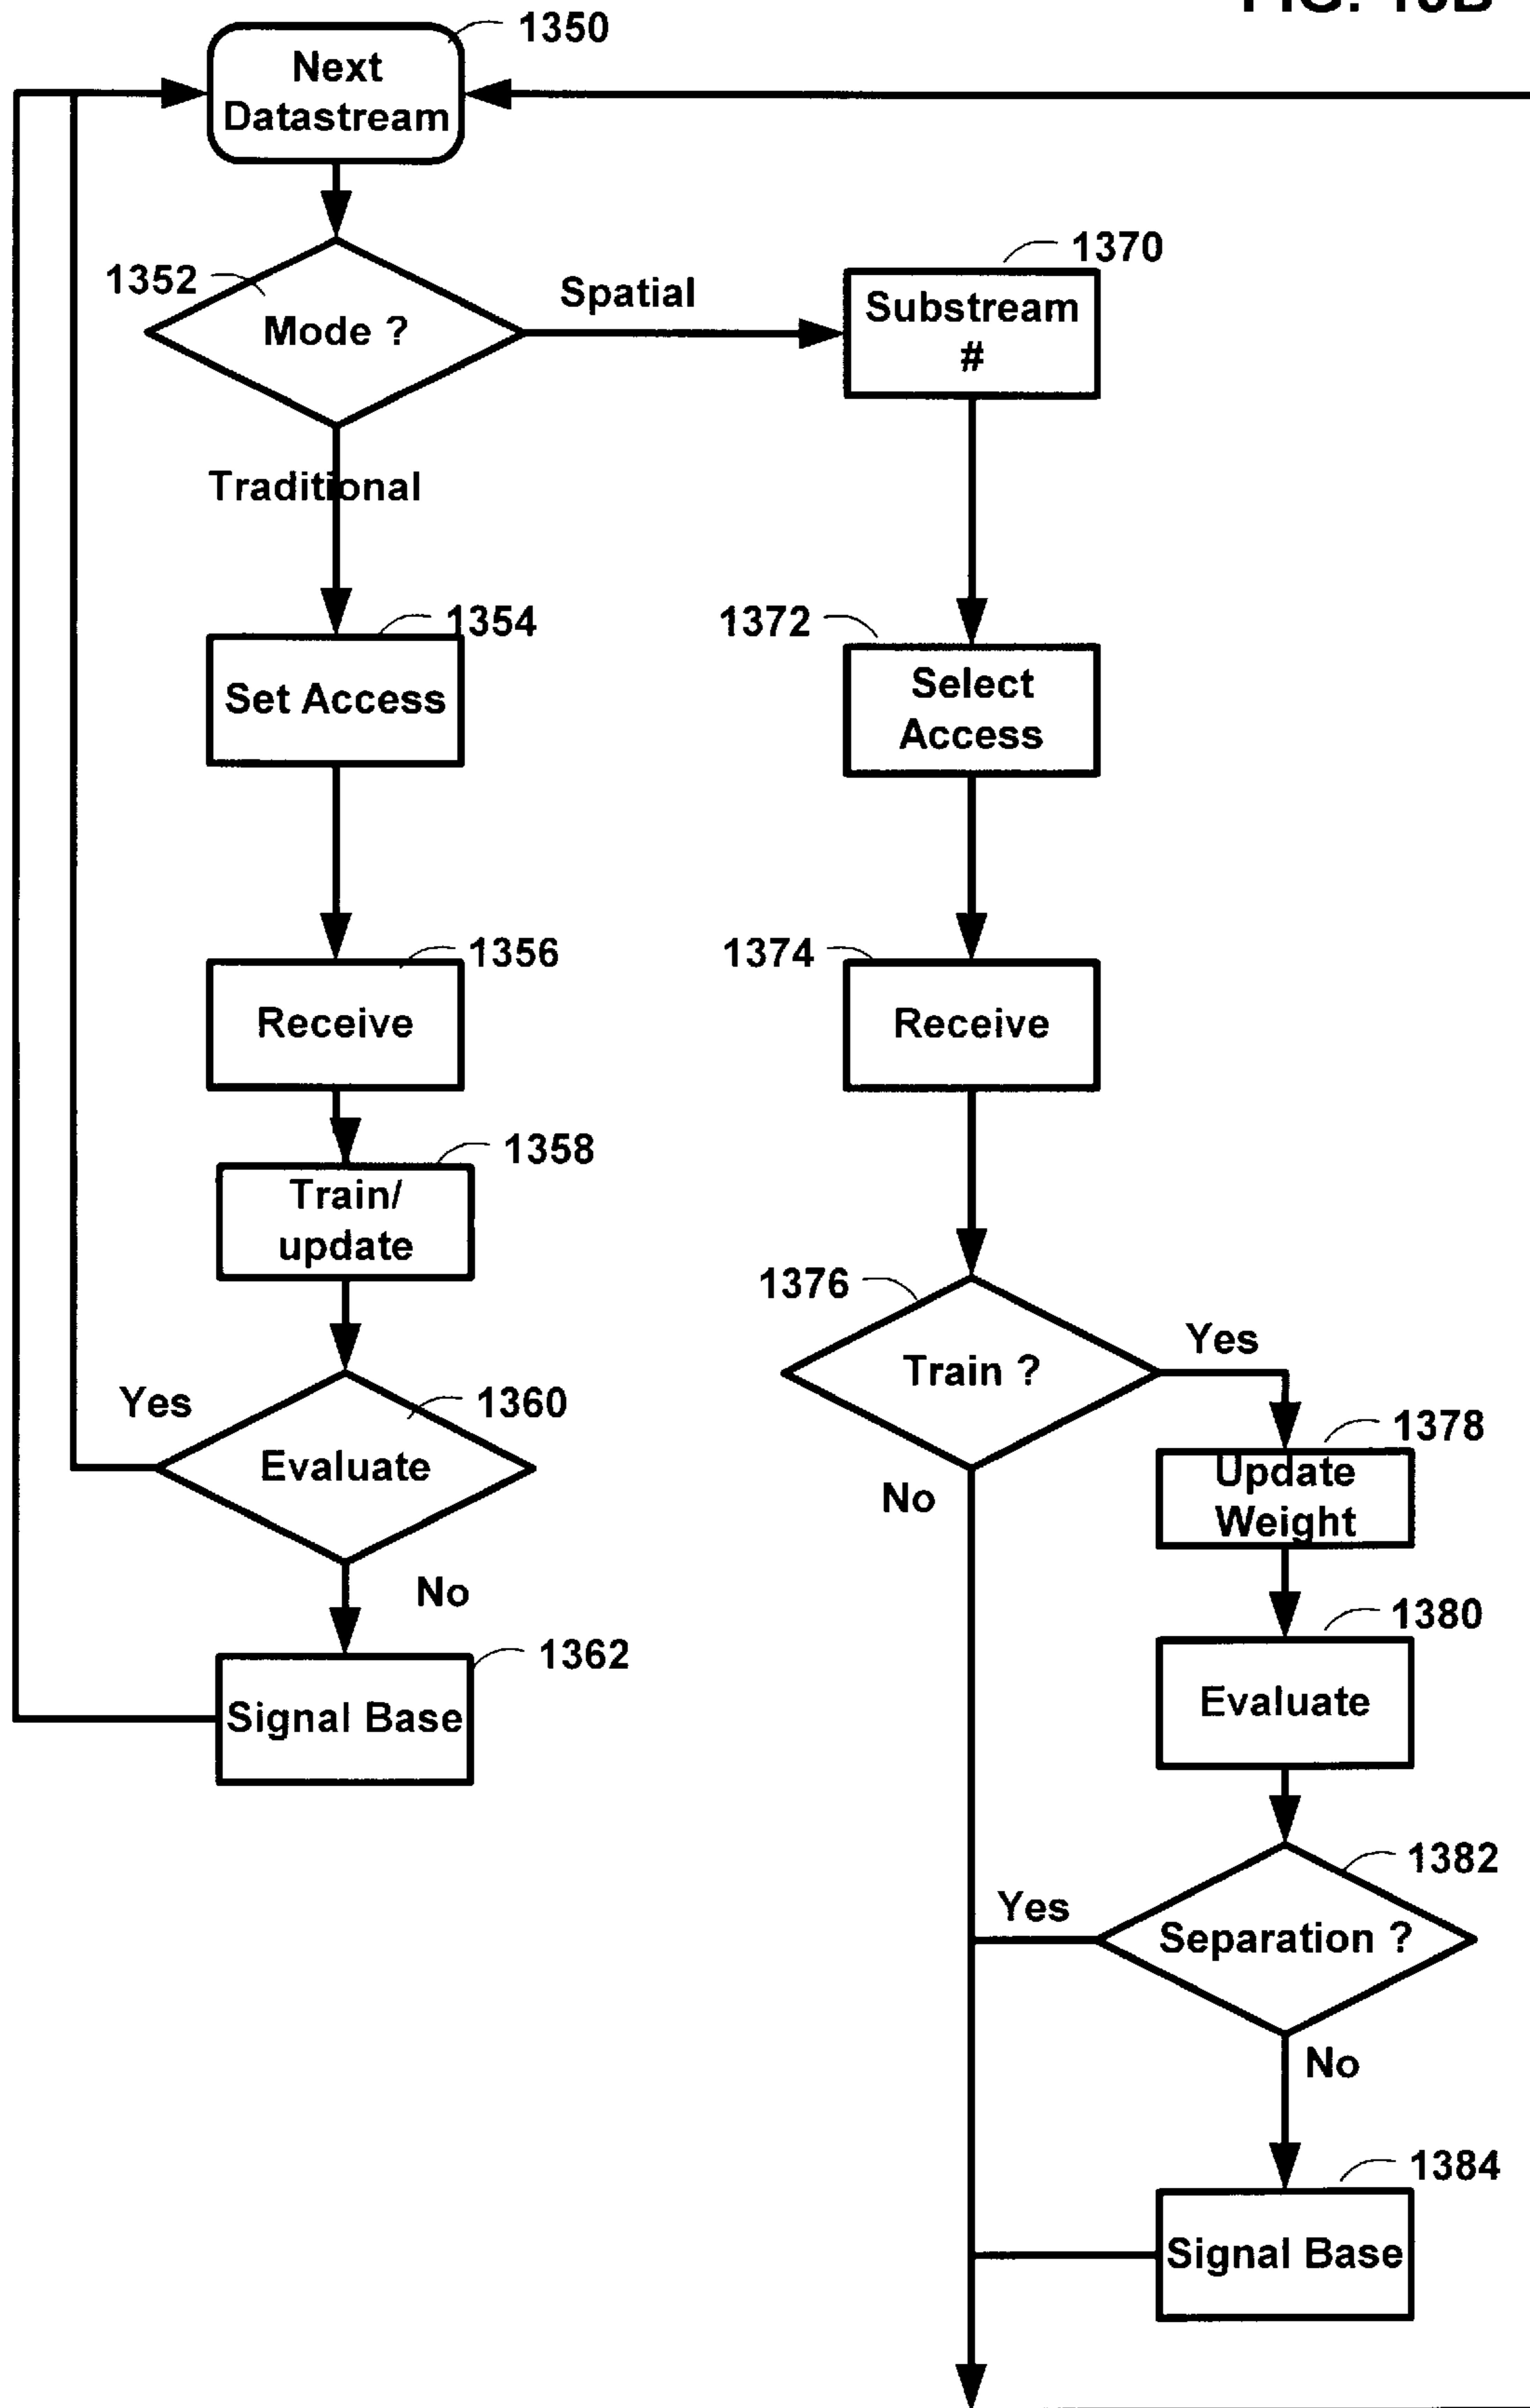 1350
Next
Datastream
1352
Mode ?
Spatial
1370
Substream
#
Traditional
1354
Set Access
1372
Select
Access
1356
Receive
1374
Receive
1358
Train/
update
1376
Train ?
Yes
No
Yes
1360
Evaluate
No
1378
Update
Weight
1362
Signal Base
1380
Evaluate
1382
Separation ?
Yes
No
1384
Signal Base